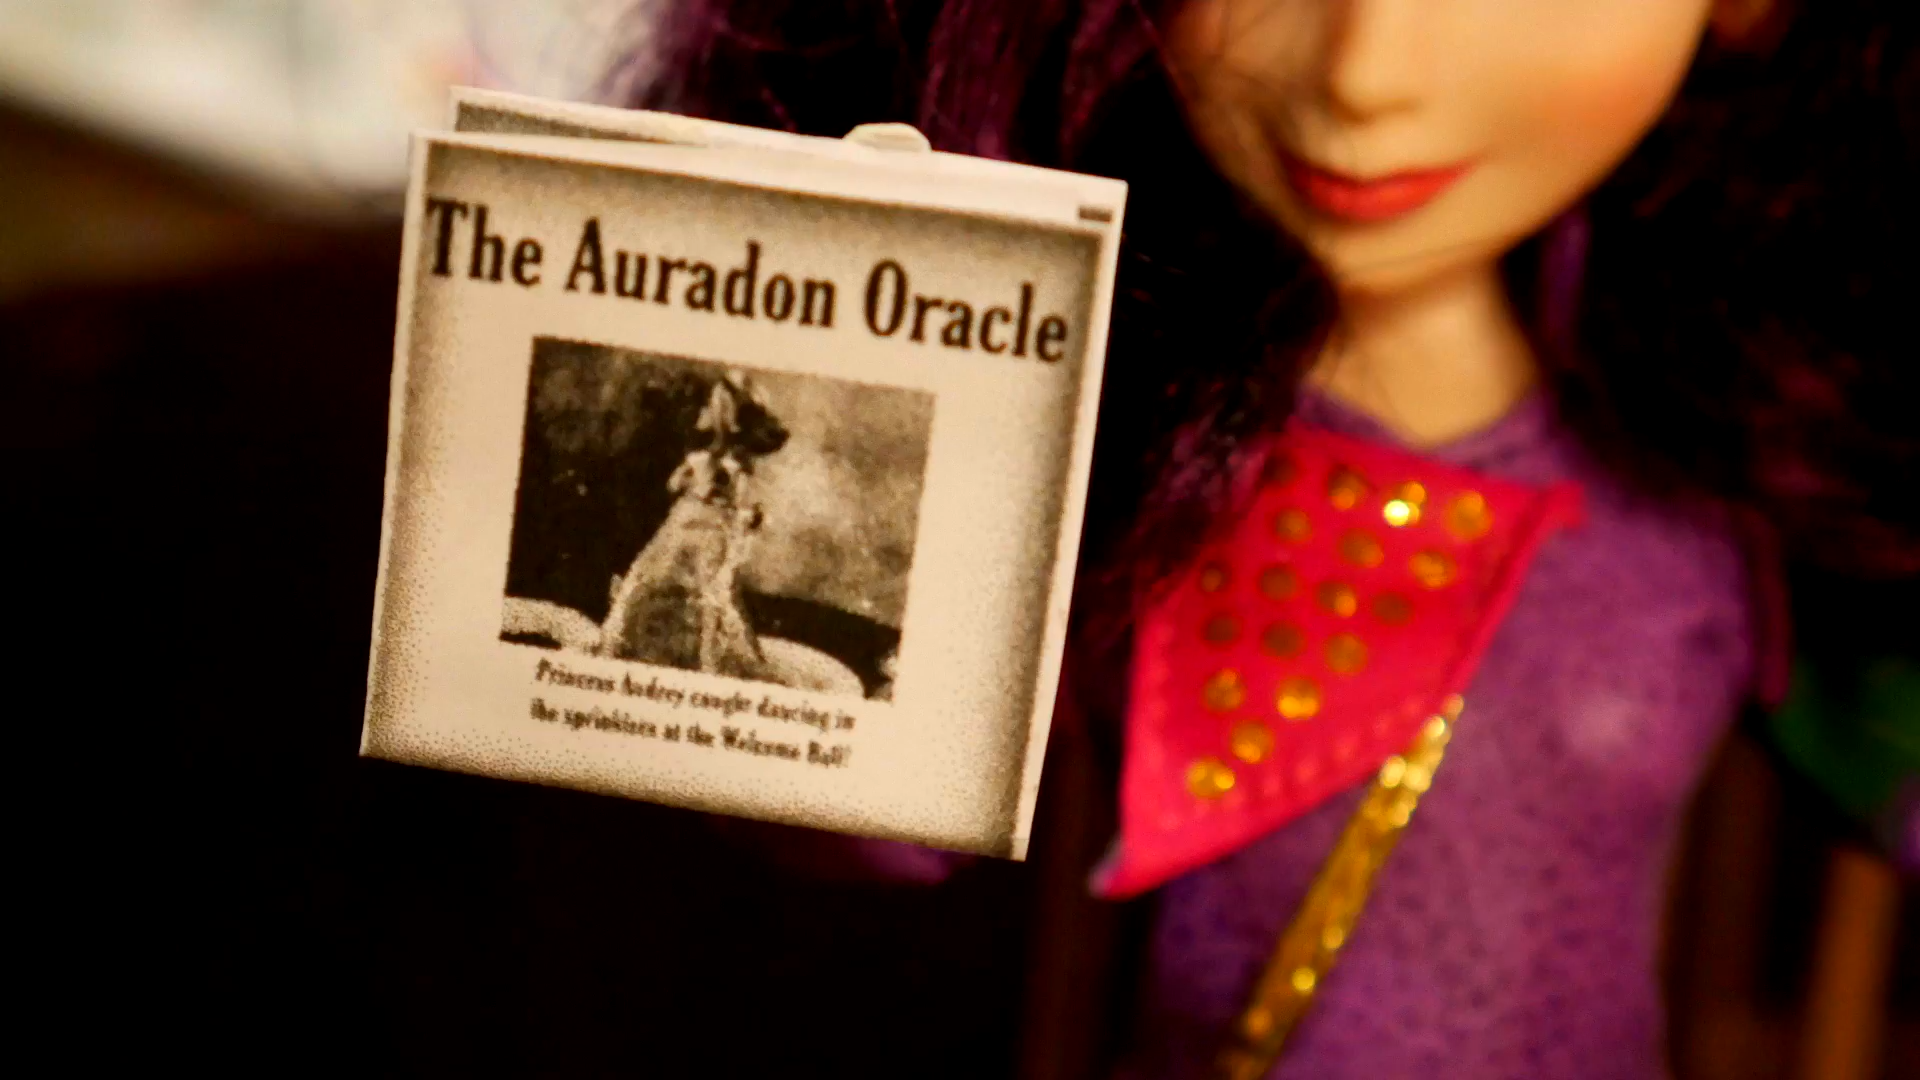 The Auradon Oracle
Princess Audrey caught dancing in
the sprinklers at the Welcome Ball!